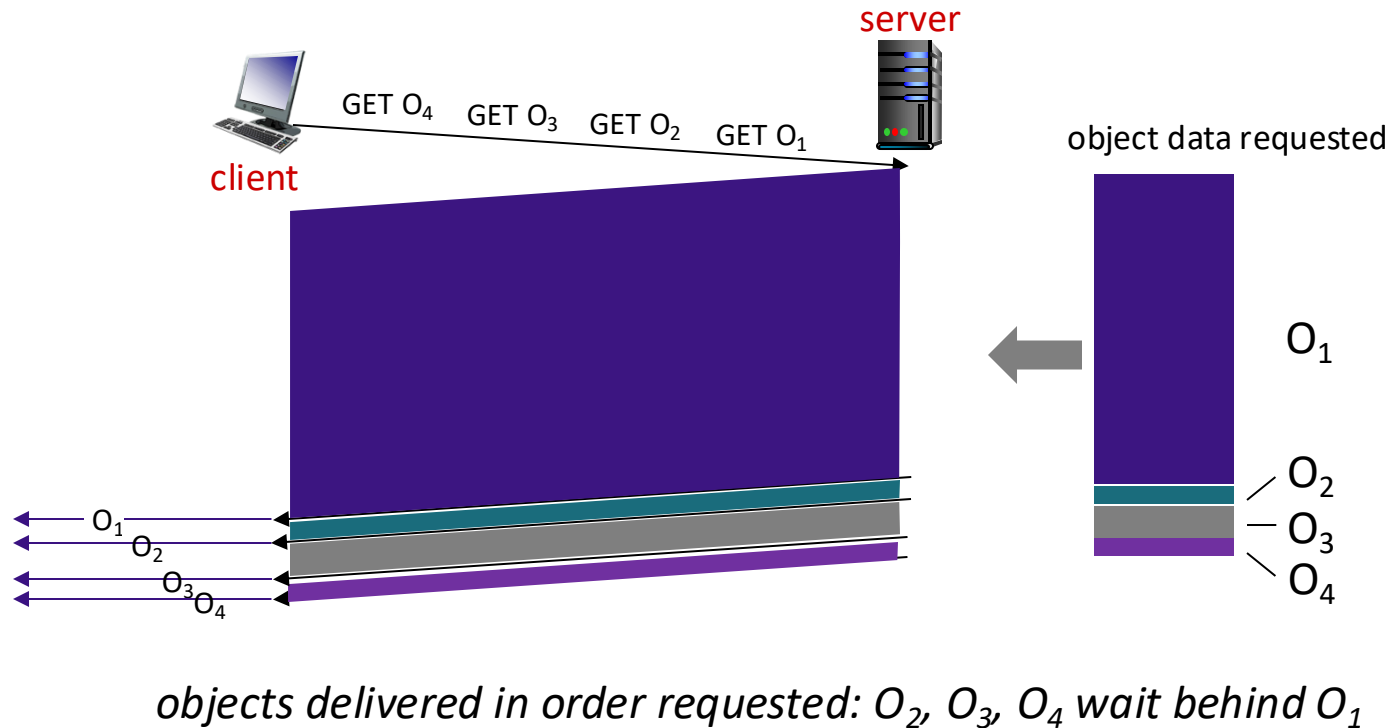 server
GET O₄ GET O₃ GET O₂ GET O₁
object data requested
client
O₁
O₂
O₃
O₄
O₁
O₂
O₃
O₄
objects delivered in order requested: O₂, O₃, O₄ wait behind O₁